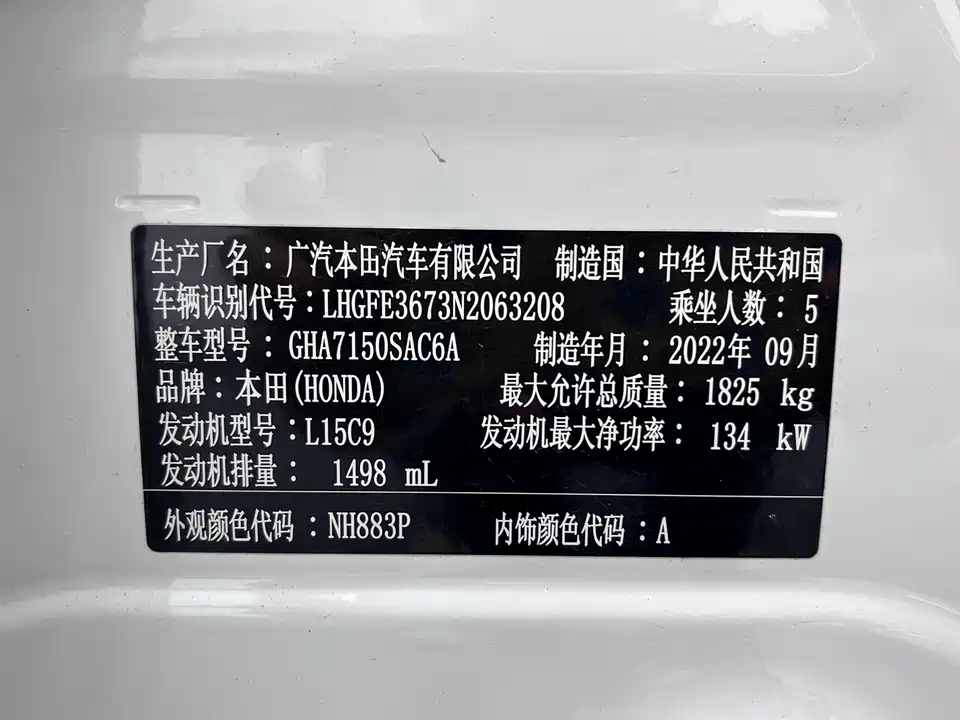 生产厂名：广汽本田汽车有限公司 制造国：中华人民共和国
车辆识别代号：LHGFE3673N2063208 乘坐人数：5
整车型号：GHA7150SAC6A 制造年月：2022年 09月
品牌：本田(HONDA) 最大允许总质量：1825 kg
发动机型号：L15C9 发动机最大净功率：134 kW
发动机排量：1498 mL
外观颜色代码：NH883P 内饰颜色代码：A